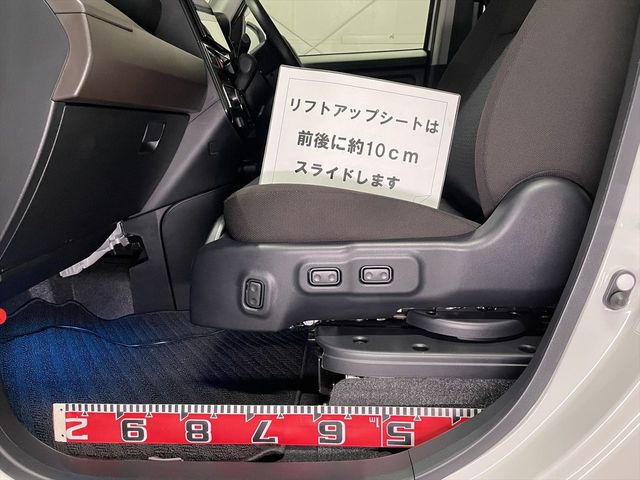 リフトアップシートは
前後に約10cm
スライドします
2 9 8 7 6 1m 5